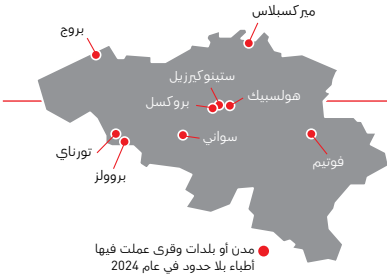 ميركسبلاس
بروج
ستينوكيرزيل
هولسبيك
بروكسل
سواني
تورناي
بروولز
فوتيم
مدن أو بلدات وقرى عملت فيها
أطباء بلا حدود في عام 2024